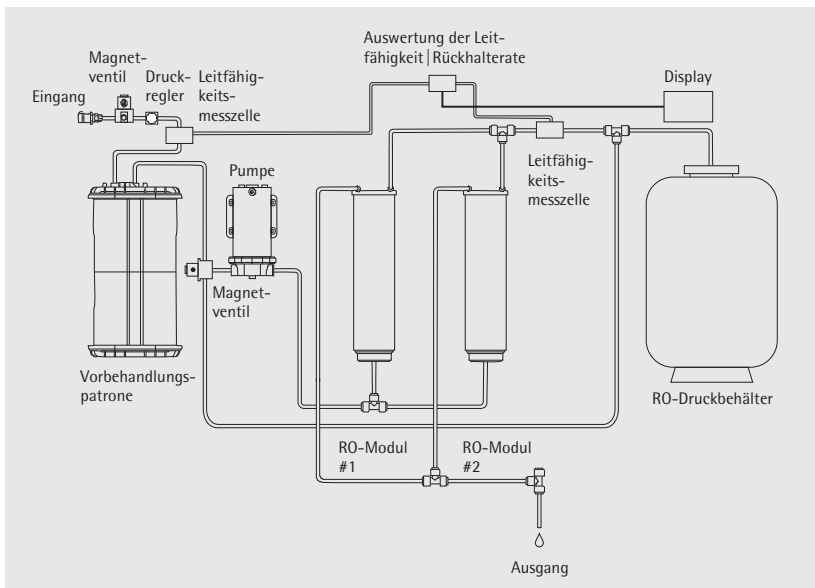 Auswertung der Leit-
fähigkeit | Rückhalterate
Magnet-
ventil
Druck-
regler
Leitfähig-
keits-
messzelle
Eingang
Display
Pumpe
Leitfähig-
keits-
messzelle
Magnet-
ventil
Vorbehandlungs-
patrone
RO-Druckbehälter
RO-Modul
#1
RO-Modul
#2
Ausgang